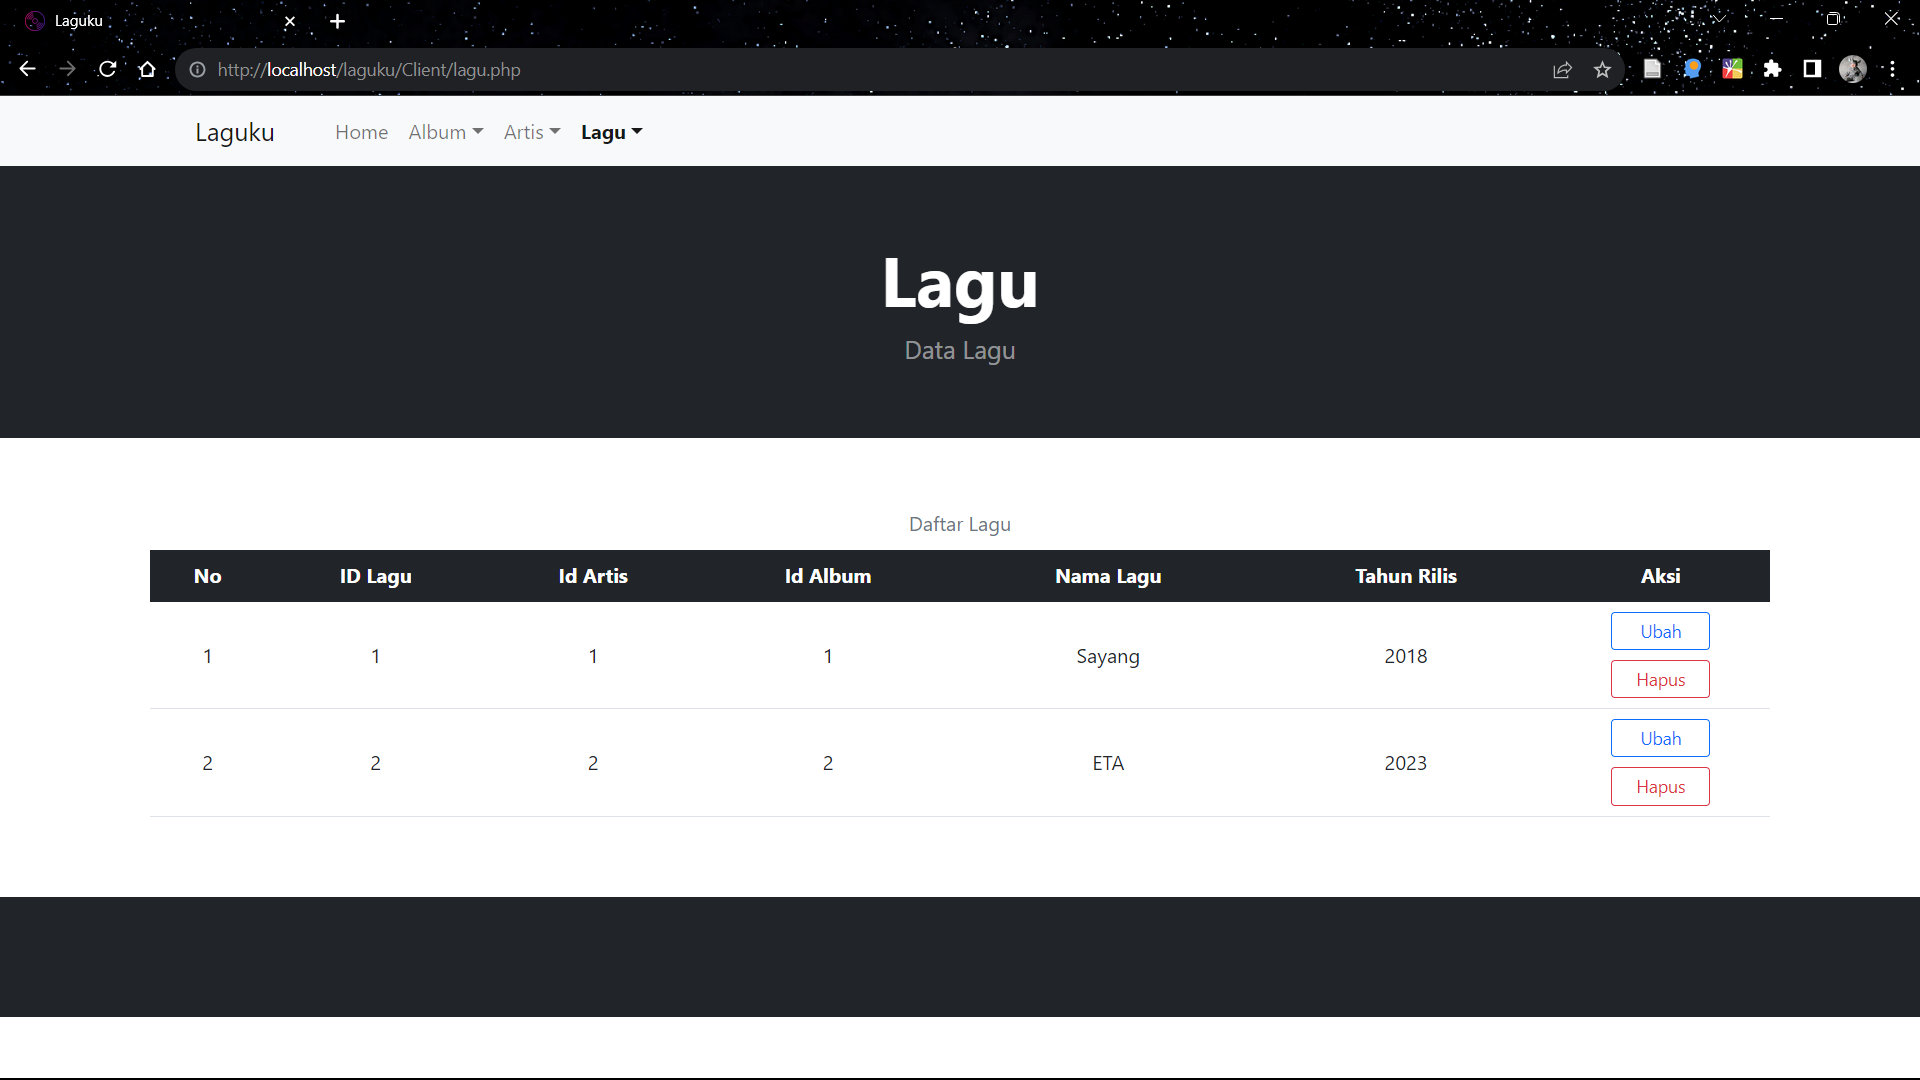 Laguku
http://localhost/laguku/Client/lagu.php
Laguku Home Album Artis Lagu
Lagu
Data Lagu
Daftar Lagu
No ID Lagu Id Artis Id Album Nama Lagu Tahun Rilis Aksi
1 1 1 1 Sayang 2018 Ubah
Hapus
2 2 2 2 ETA 2023 Ubah
Hapus